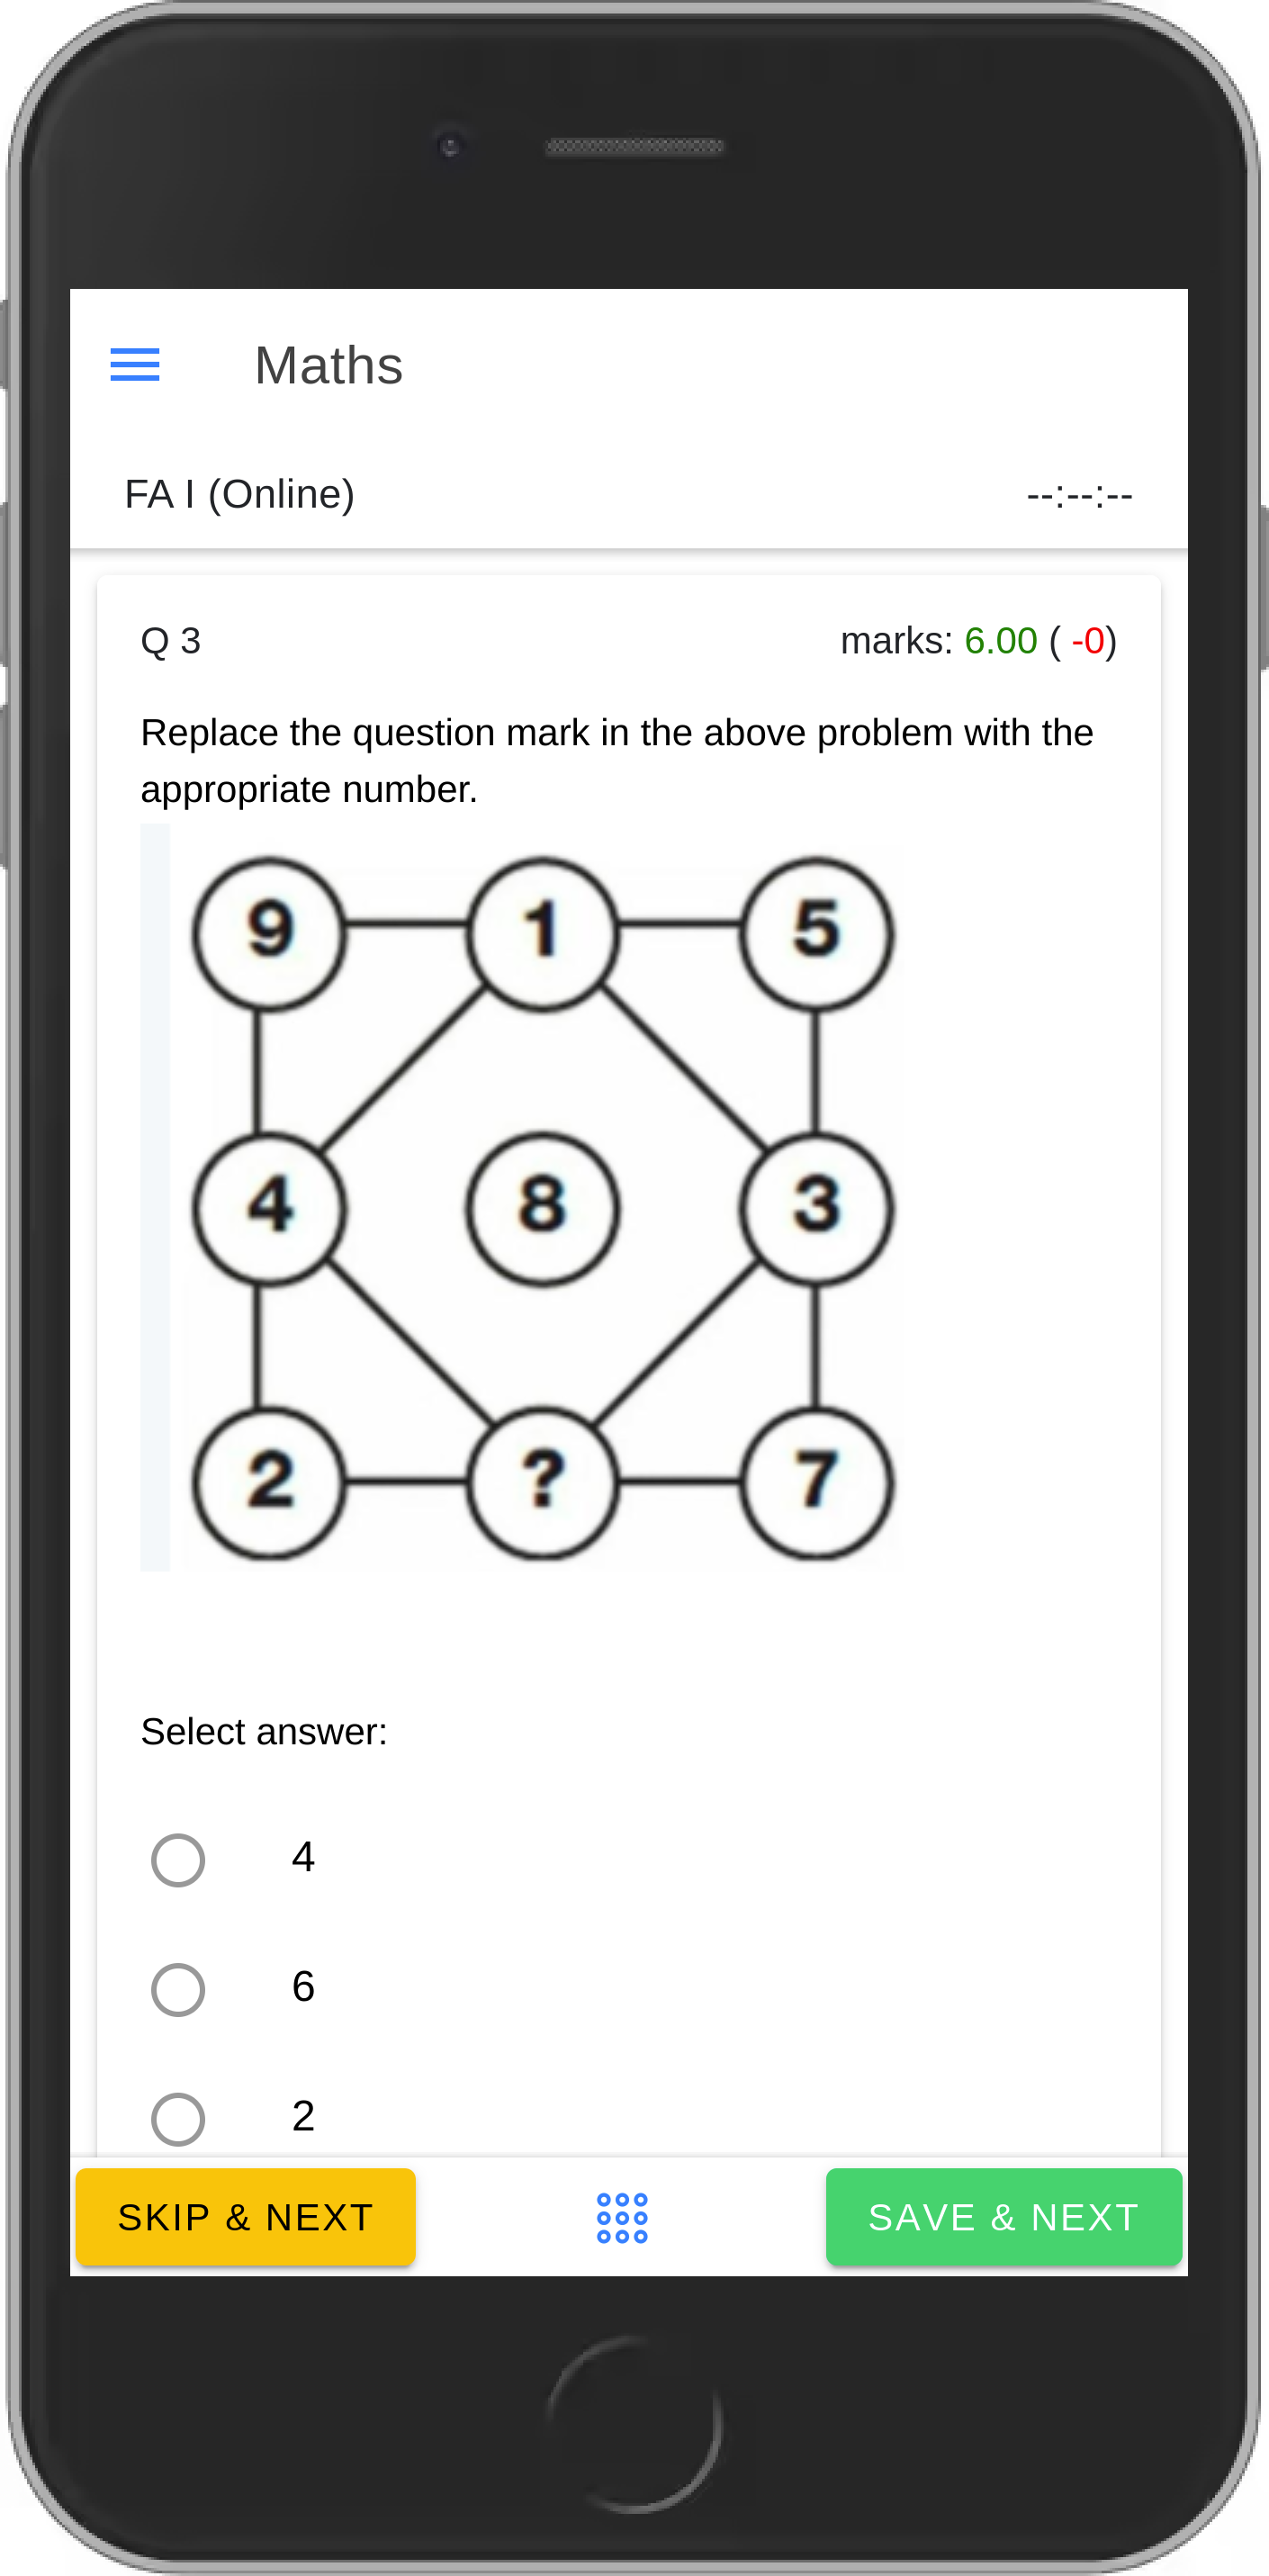 Maths
FA I (Online) --:--:--
Q 3 marks: 6.00 ( -0)
Replace the question mark in the above problem with the
appropriate number.
9 1 5
4 8 3
2 ? 7
Select answer:
4
6
2
SKIP & NEXT SAVE & NEXT